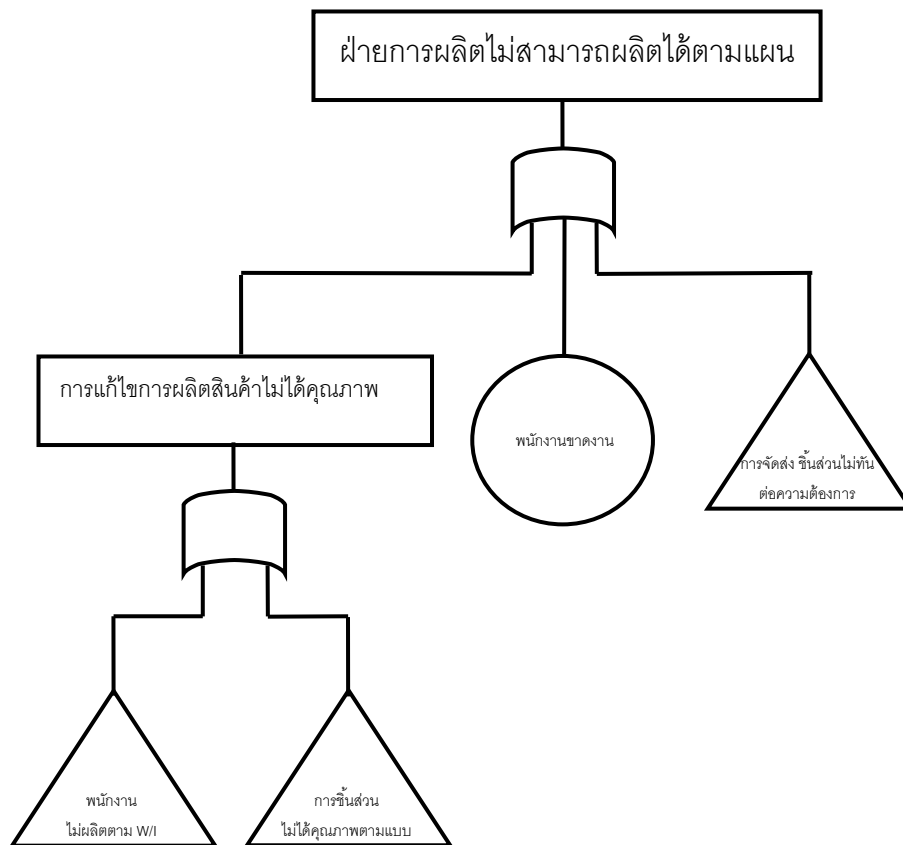 ฝ่ายการผลิตไม่สามารถผลิตได้ตามแผน
การแก้ไขการผลิตสินค้าไม่ได้คุณภาพ
พนักงานขาดงาน
การจัดส่ง ชิ้นส่วนไม่ทัน
ต่อความต้องการ
พนักงาน
ไม่ผลิตตาม W/I
การชิ้นส่วน
ไม่ได้คุณภาพตามแบบ